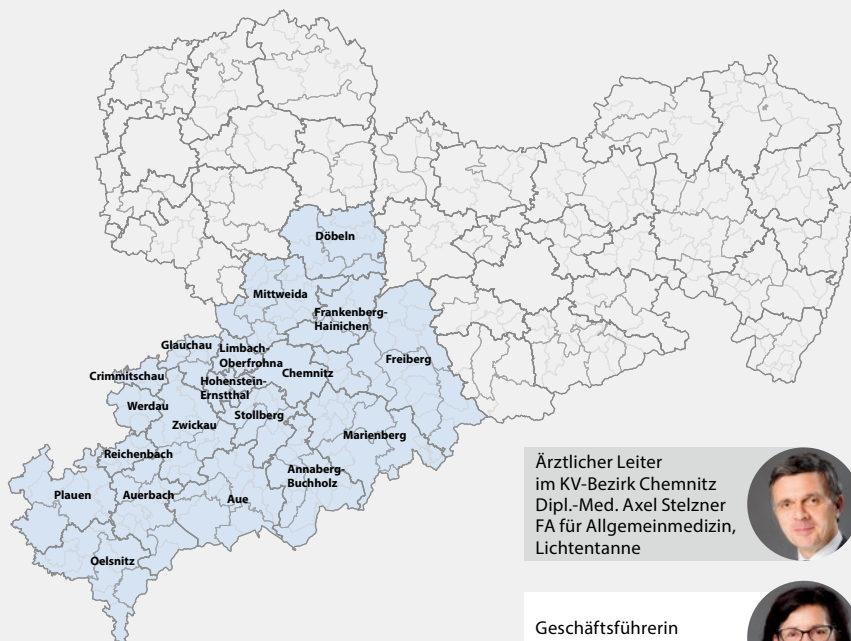 Döbeln
Mittweida
Frankenberg-
Hainichen
Glauchau
Limbach-
Oberfrohna
Freiberg
Crimmitschau
Hohenstein-
Ernstthal
Chemnitz
Werdau
Stollberg
Zwickau
Marienberg
Reichenbach
Annaberg-
Buchholz
Plauen
Auerbach
Aue
Oelsnitz
Ärztlicher Leiter
im KV-Bezirk Chemnitz
Dipl.-Med. Axel Stelzner
FA für Allgemeinmedizin,
Lichtentanne
Geschäftsführerin